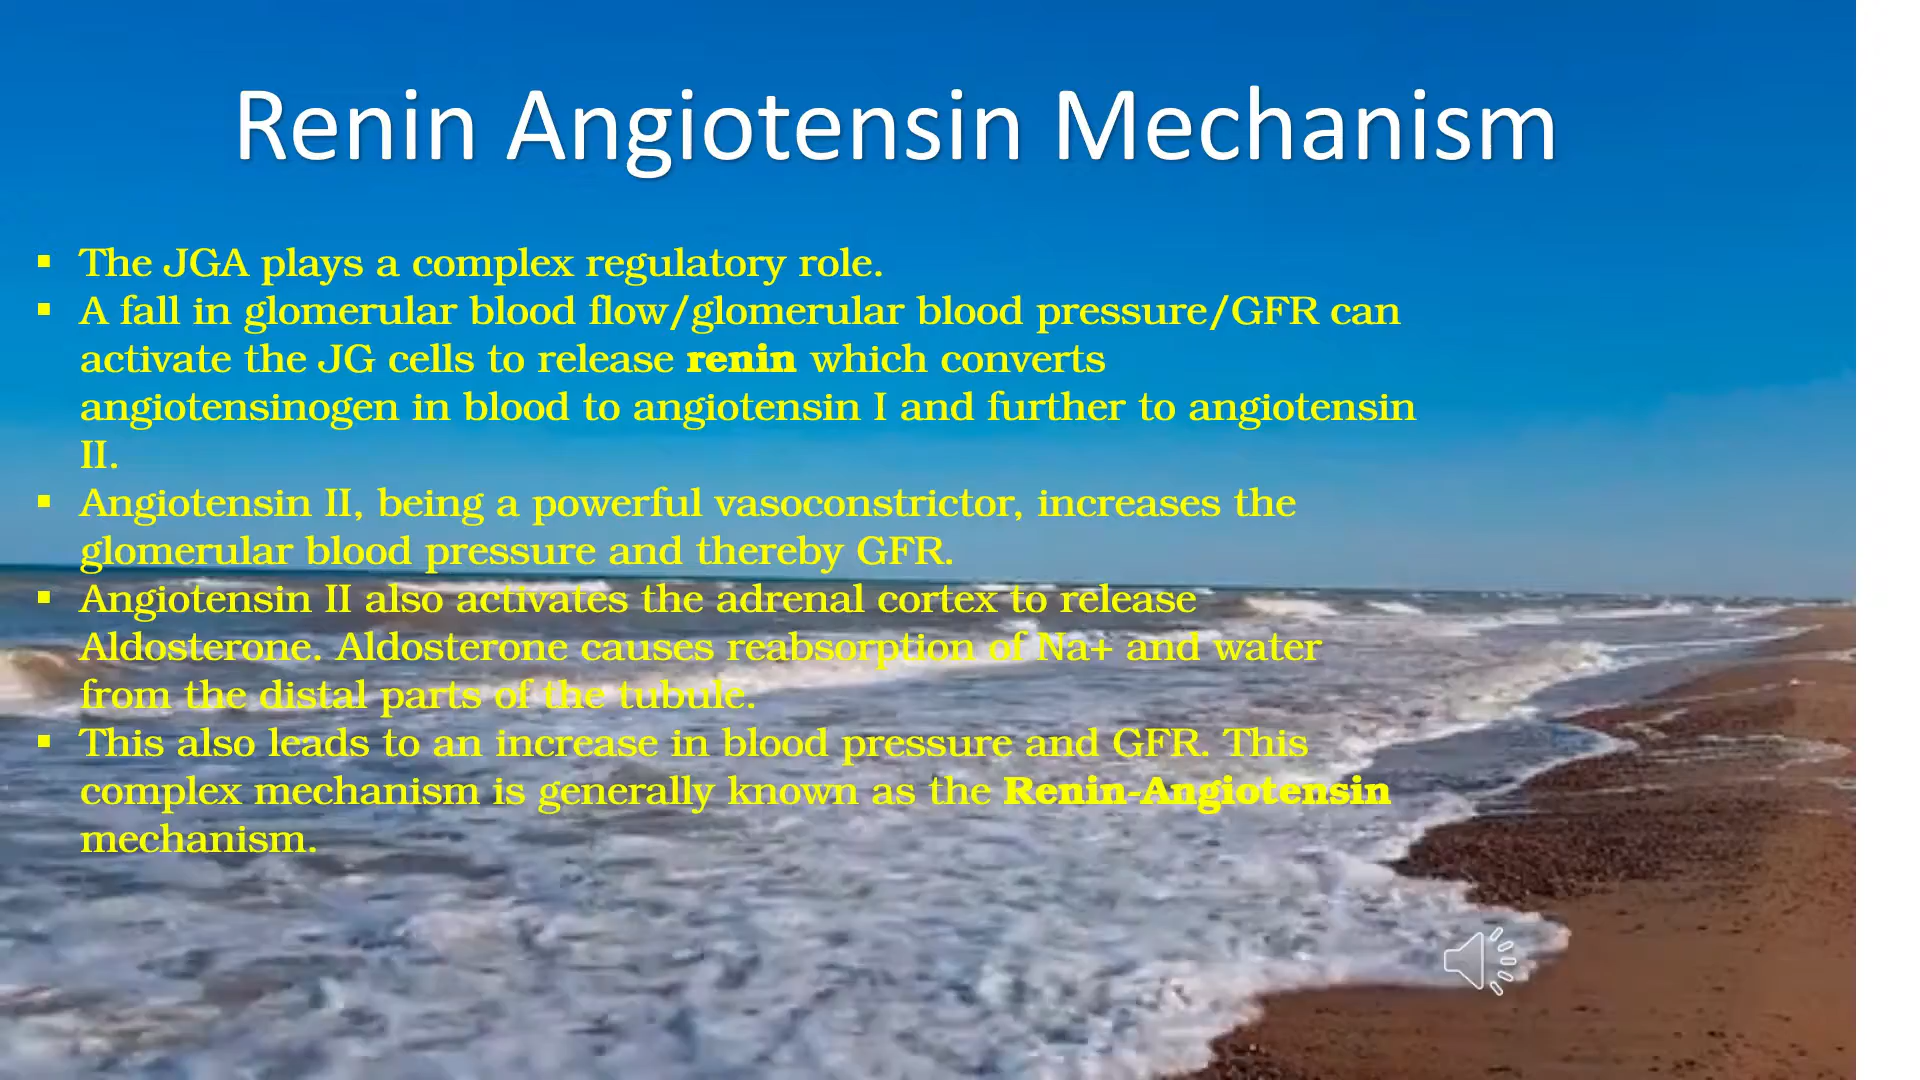 Renin Angiotensin Mechanism
▪ The JGA plays a complex regulatory role.
▪ A fall in glomerular blood flow/glomerular blood pressure/GFR can
activate the JG cells to release renin which converts
angiotensinogen in blood to angiotensin I and further to angiotensin
II.
▪ Angiotensin II, being a powerful vasoconstrictor, increases the
glomerular blood pressure and thereby GFR.
▪ Angiotensin II also activates the adrenal cortex to release
Aldosterone. Aldosterone causes reabsorption of Na+ and water
from the distal parts of the tubule.
▪ This also leads to an increase in blood pressure and GFR. This
complex mechanism is generally known as the Renin-Angiotensin
mechanism.